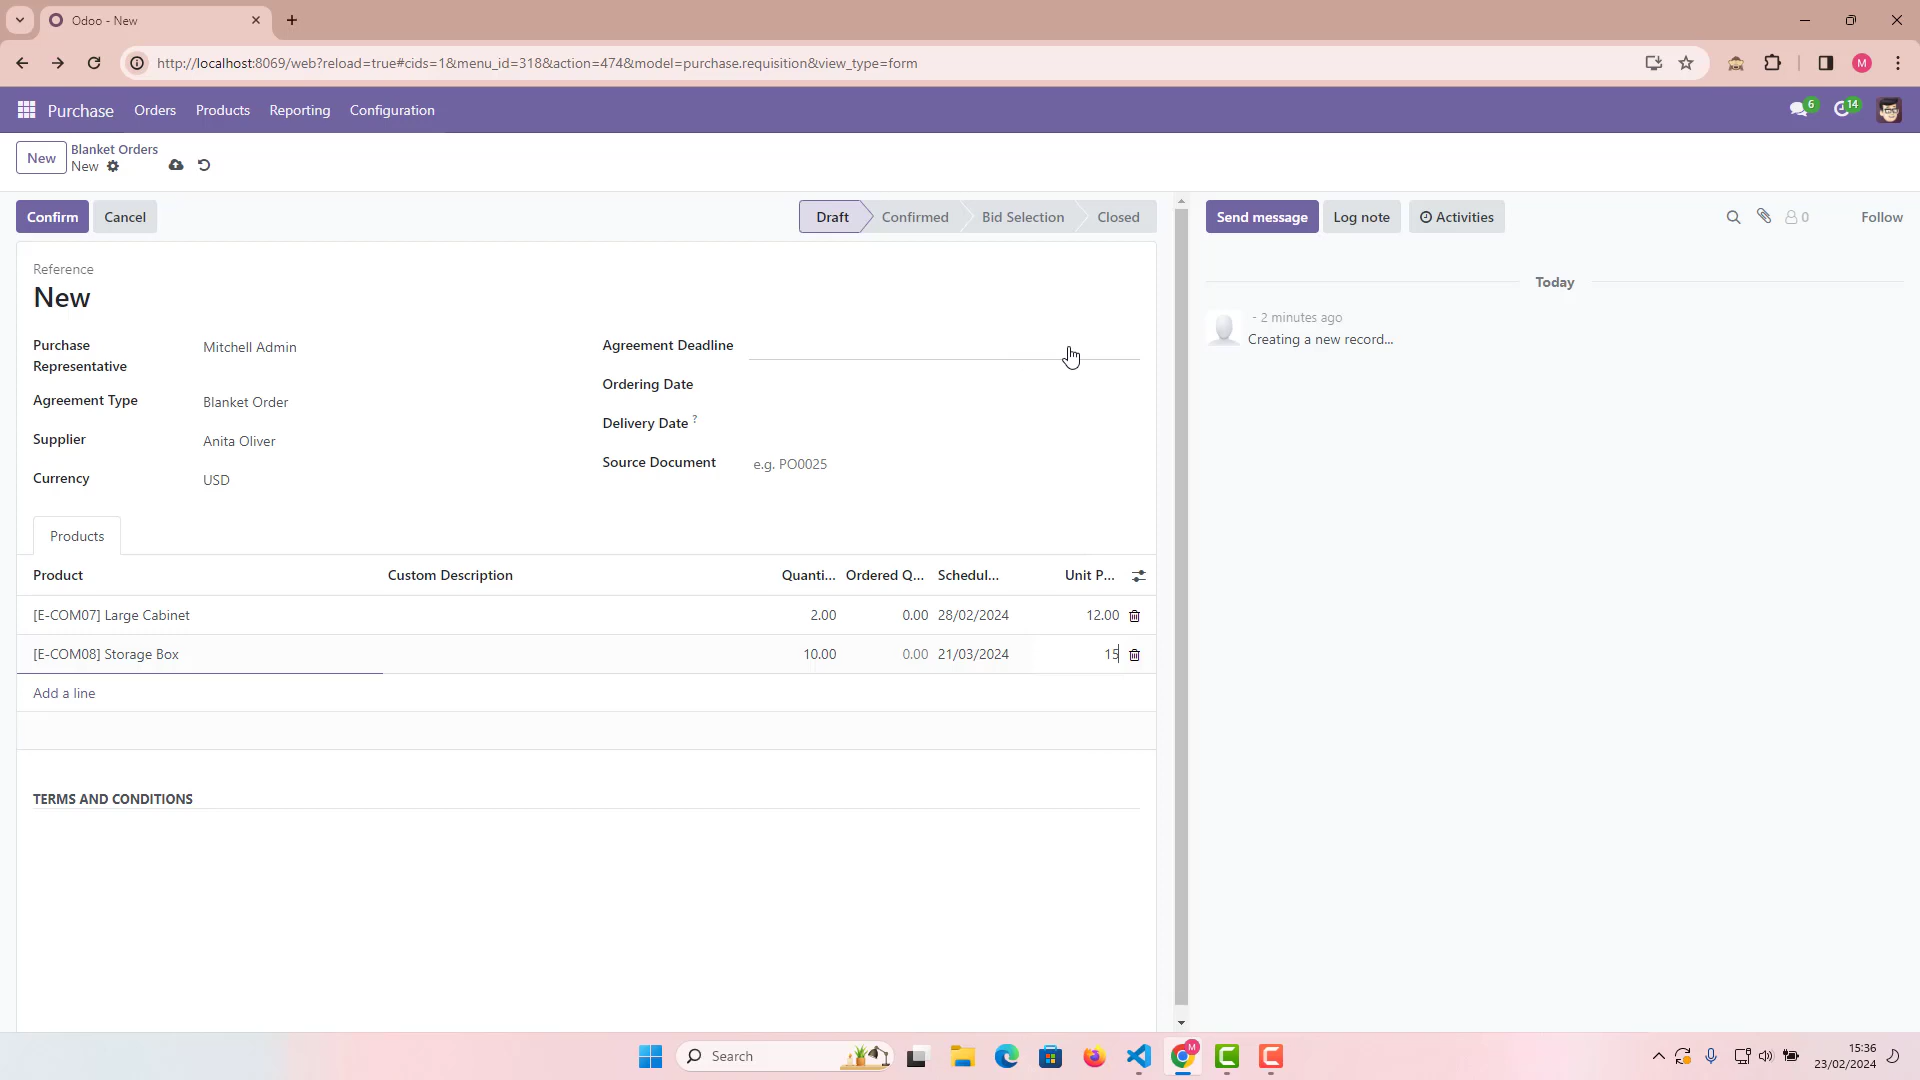 Odoo - New
http://localhost:8069/web?reload=true#cids=1&menu_id=318&action=474&model=purchase.requisition&view_type=form
M
Purchase Orders Products Reporting Configuration 6 14
New Blanket Orders
New
Confirm Cancel Draft Confirmed Bid Selection Closed Send message Log note Activities 0 Follow
Reference
New
Today
- 2 minutes ago
Creating a new record...
Purchase Representative Mitchell Admin
Agreement Type Blanket Order
Supplier Anita Oliver
Currency USD
Agreement Deadline
Ordering Date
Delivery Date ?
Source Document e.g. PO0025
Products
Product Custom Description Quanti... Ordered Q... Schedul... Unit P...
[E-COM07] Large Cabinet 2.00 0.00 28/02/2024 12.00
[E-COM08] Storage Box 10.00 0.00 21/03/2024 15
Add a line
TERMS AND CONDITIONS
Search
M
15:36
23/02/2024